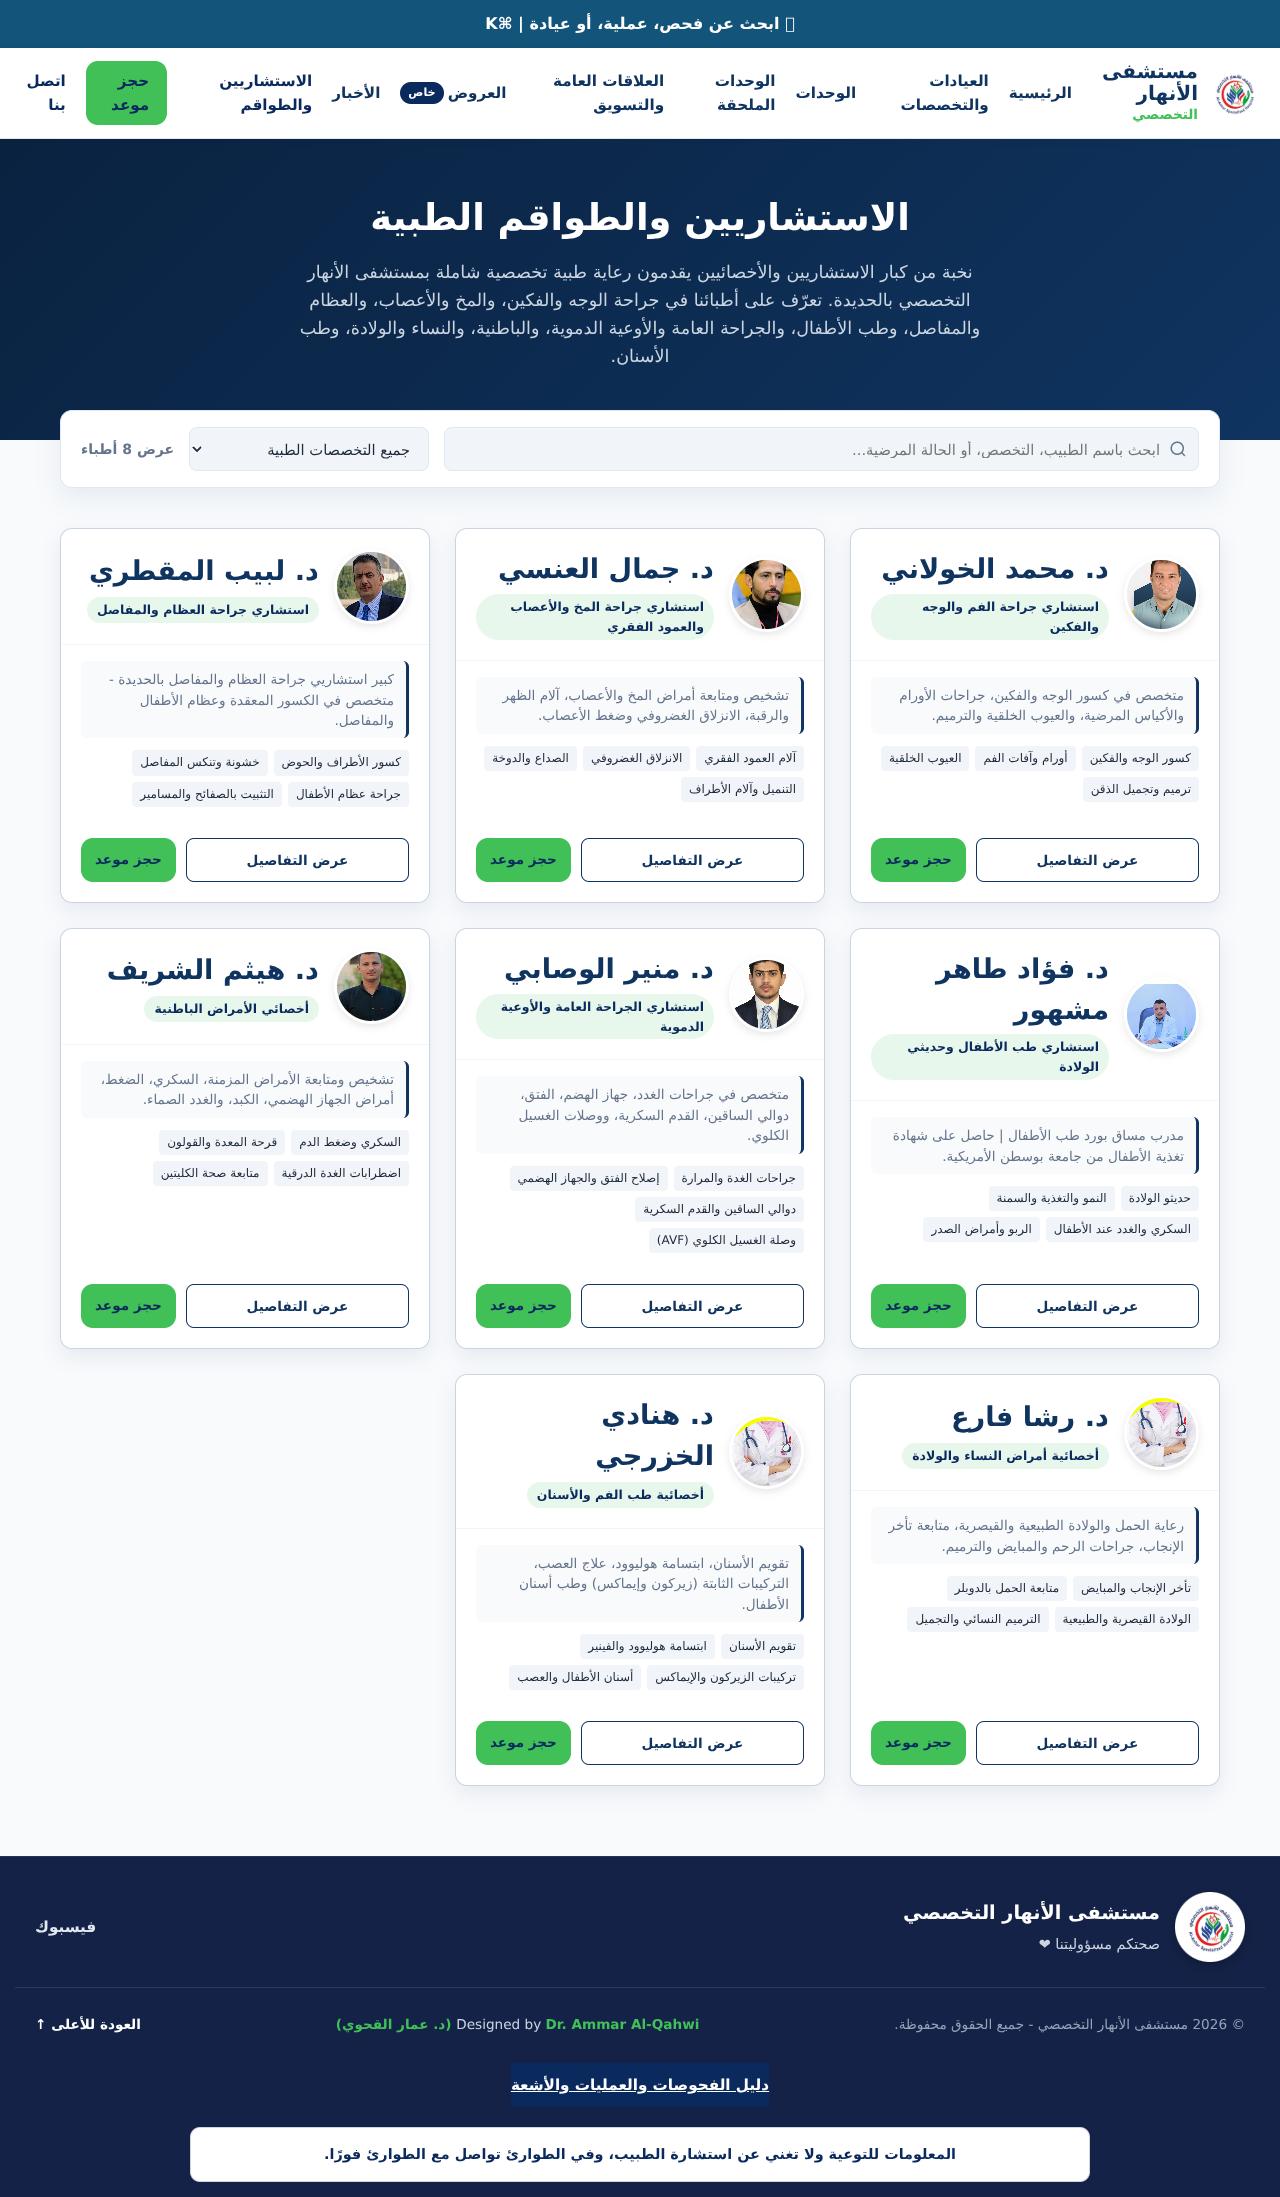 ابحث عن فحص، عملية، أو عيادة | ⌘K
مستشفى الأنهار
التخصصي
الرئيسية
العيادات والتخصصات
الوحدات
الوحدات الملحقة
العلاقات العامة والتسويق
العروض خاص
الأخبار
الاستشاريين والطواقم
حجز موعد
اتصل بنا
الاستشاريين والطواقم الطبية
نخبة من كبار الاستشاريين والأخصائيين يقدمون رعاية طبية تخصصية شاملة بمستشفى الأنهار
التخصصي بالحديدة. تعرّف على أطبائنا في جراحة الوجه والفكين، والمخ والأعصاب، والعظام
والمفاصل، وطب الأطفال، والجراحة العامة والأوعية الدموية، والباطنية، والنساء والولادة، وطب
الأسنان.
ابحث باسم الطبيب، التخصص، أو الحالة المرضية...
جميع التخصصات الطبية
عرض 8 أطباء
د. محمد الخولاني
استشاري جراحة الفم والوجه
والفكين
متخصص في كسور الوجه والفكين، جراحات الأورام
والأكياس المرضية، والعيوب الخلقية والترميم.
كسور الوجه والفكين
أورام وآفات الفم
العيوب الخلقية
ترميم وتجميل الذقن
عرض التفاصيل
حجز موعد
د. جمال العنسي
استشاري جراحة المخ والأعصاب
والعمود الفقري
تشخيص ومتابعة أمراض المخ والأعصاب، آلام الظهر
والرقبة، الانزلاق الغضروفي وضغط الأعصاب.
آلام العمود الفقري
الانزلاق الغضروفي
الصداع والدوخة
التنميل وآلام الأطراف
عرض التفاصيل
حجز موعد
د. لبيب المقطري
استشاري جراحة العظام والمفاصل
كبير استشاريي جراحة العظام والمفاصل بالحديدة -
متخصص في الكسور المعقدة وعظام الأطفال
والمفاصل.
كسور الأطراف والحوض
خشونة وتنكس المفاصل
جراحة عظام الأطفال
التثبيت بالصفائح والمسامير
عرض التفاصيل
حجز موعد
د. فؤاد طاهر
مشهور
استشاري طب الأطفال وحديثي
الولادة
مدرب مساق بورد طب الأطفال | حاصل على شهادة
تغذية الأطفال من جامعة بوسطن الأمريكية.
حديثو الولادة
النمو والتغذية والسمنة
السكري والغدد عند الأطفال
الربو وأمراض الصدر
عرض التفاصيل
حجز موعد
د. منير الوصابي
استشاري الجراحة العامة والأوعية
الدموية
متخصص في جراحات الغدد، جهاز الهضم، الفتق،
دوالي الساقين، القدم السكرية، ووصلات الغسيل
الكلوي.
جراحات الغدة والمرارة
إصلاح الفتق والجهاز الهضمي
دوالي الساقين والقدم السكرية
وصلة الغسيل الكلوي (AVF)
عرض التفاصيل
حجز موعد
د. هيثم الشريف
أخصائي الأمراض الباطنية
تشخيص ومتابعة الأمراض المزمنة، السكري، الضغط،
أمراض الجهاز الهضمي، الكبد، والغدد الصماء.
السكري وضغط الدم
قرحة المعدة والقولون
اضطرابات الغدة الدرقية
متابعة صحة الكليتين
عرض التفاصيل
حجز موعد
د. رشا فارع
أخصائية أمراض النساء والولادة
رعاية الحمل والولادة الطبيعية والقيصرية، متابعة تأخر
الإنجاب، جراحات الرحم والمبايض والترميم.
تأخر الإنجاب والمبايض
متابعة الحمل بالدوبلر
الولادة القيصرية والطبيعية
الترميم النسائي والتجميل
عرض التفاصيل
حجز موعد
د. هنادي
الخزرجي
أخصائية طب الفم والأسنان
تقويم الأسنان، ابتسامة هوليوود، علاج العصب،
التركيبات الثابتة (زيركون وإيماكس) وطب أسنان
الأطفال.
تقويم الأسنان
ابتسامة هوليوود والفينير
تركيبات الزيركون والإيماكس
أسنان الأطفال والعصب
عرض التفاصيل
حجز موعد
مستشفى الأنهار التخصصي
صحتكم مسؤوليتنا ❤
فيسبوك
© 2026 مستشفى الأنهار التخصصي - جميع الحقوق محفوظة.
Designed by Dr. Ammar Al-Qahwi (د. عمار القحوي)
العودة للأعلى ↑
دليل الفحوصات والعمليات والأشعة
المعلومات للتوعية ولا تغني عن استشارة الطبيب، وفي الطوارئ تواصل مع الطوارئ فورًا.